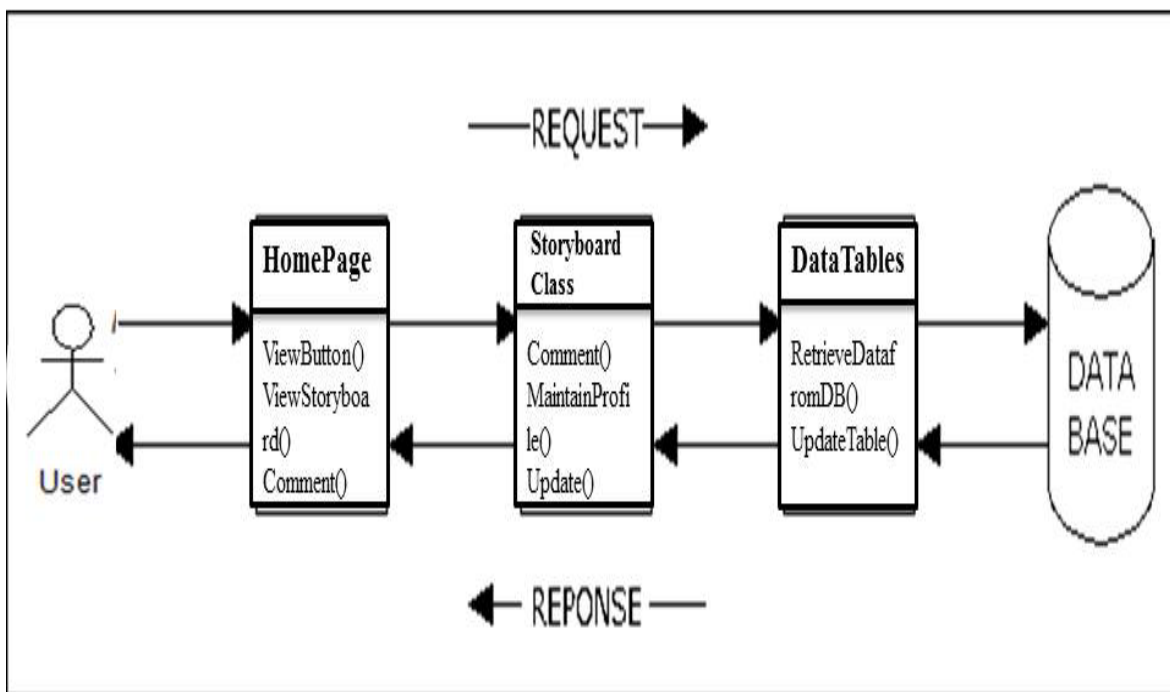 REQUEST
HomePage
ViewButton()
ViewStoryboa
rd()
Comment()
Storyboard
Class
Comment()
MaintainProfi
le()
Update()
DataTables
RetrieveDataf
romDB()
UpdateTable()
DATA
BASE
User
REPONSE